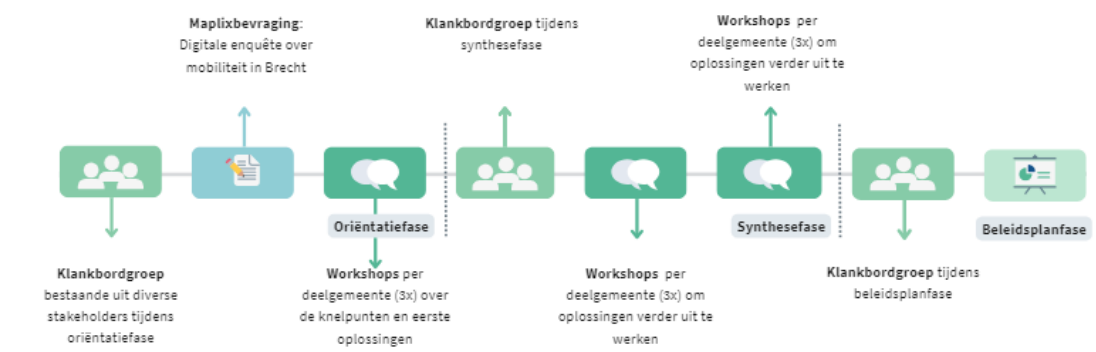 Maplixbevraging:
Digitale enquête over
mobiliteit in Brecht
Klankbordgroep tijdens
synthesefase
Workshops per
deelgemeente (3x) om
oplossingen verder uit te
werken
Oriëntatiefase
Synthesefase
Beleidsplanfase
Klankbordgroep
bestaande uit diverse
stakeholders tijdens
oriëntatiefase
Workshops per
deelgemeente (3x) over
de knelpunten en eerste
oplossingen
Workshops per
deelgemeente (3x) om
oplossingen verder uit te
werken
Klankbordgroep tijdens
beleidsplanfase